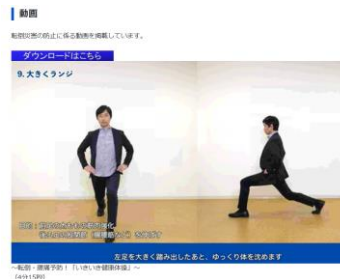 動画
転倒災害の防止に係る動画を掲載しています。
ダウンロードはこちら
9. 大きくランジ
左足を大きく踏み出したあと、ゆっくり体を沈めます
～転倒・腰痛予防！「いきいき健康体操」～